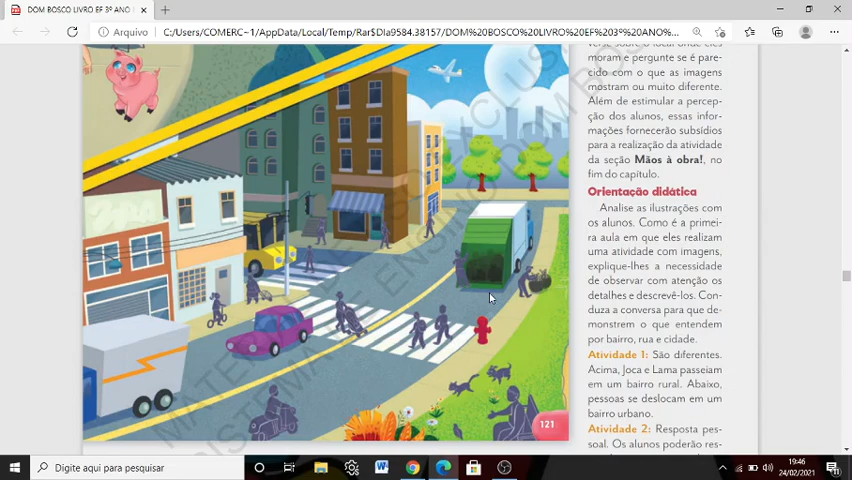 DOM BOSCO LIVRO EF 3º ANO
Arquivo
C:/Users/COMERC~1/AppData/Local/Temp/Rar$DIa9584.38157/DOM%20BOSCO%20LIVRO%20EF%203º%20ANO%...
verse sobre o local onde eles
moram e pergunte se é pare-
cido com o que as imagens
mostram ou muito diferente.
Além de estimular a percep-
ção dos alunos, essas infor-
mações fornecerão subsídios
para a realização da atividade
da seção Mãos à obra!, no
fim do capítulo.
Orientação didática
Analise as ilustrações com
os alunos. Como é a primei-
ra aula em que eles realizam
uma atividade com imagens,
explique-lhes a necessidade
de observar com atenção os
detalhes e descrevê-los. Con-
duza a conversa para que de-
monstrem o que entendem
por bairro, rua e cidade.
Atividade 1: São diferentes.
Acima, Joca e Lama passeiam
em um bairro rural. Abaixo,
pessoas se deslocam em um
bairro urbano.
Atividade 2: Resposta pes-
soal. Os alunos poderão res-
121
Digite aqui para pesquisar
19:46
24/02/2021